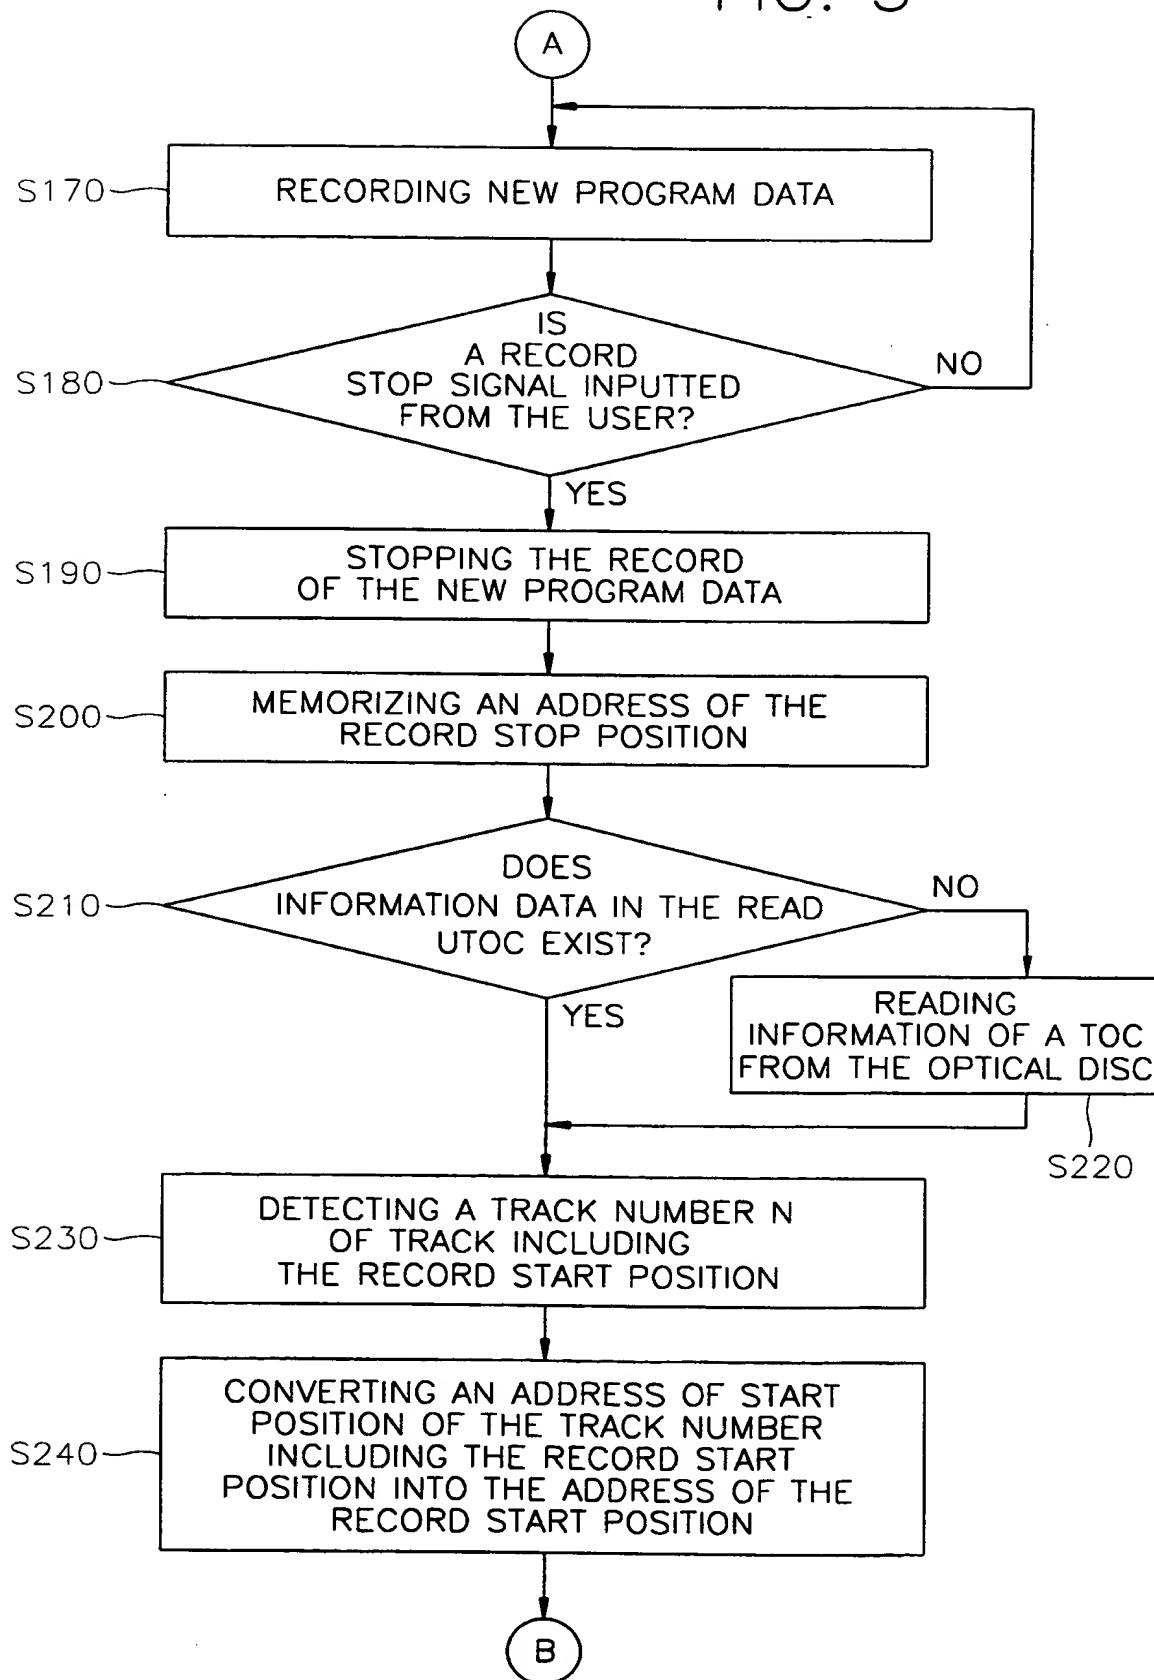 A
S170
RECORDING NEW PROGRAM DATA
IS
A RECORD
STOP SIGNAL INPUTTED
FROM THE USER?
S180
NO
YES
S190
STOPPING THE RECORD
OF THE NEW PROGRAM DATA
S200
MEMORIZING AN ADDRESS OF THE
RECORD STOP POSITION
DOES
INFORMATION DATA IN THE READ
UTOC EXIST?
S210
NO
YES
READING
INFORMATION OF A TOC
FROM THE OPTICAL DISC
S220
S230
DETECTING A TRACK NUMBER N
OF TRACK INCLUDING
THE RECORD START POSITION
S240
CONVERTING AN ADDRESS OF START
POSITION OF THE TRACK NUMBER
INCLUDING THE RECORD START
POSITION INTO THE ADDRESS OF THE
RECORD START POSITION
B